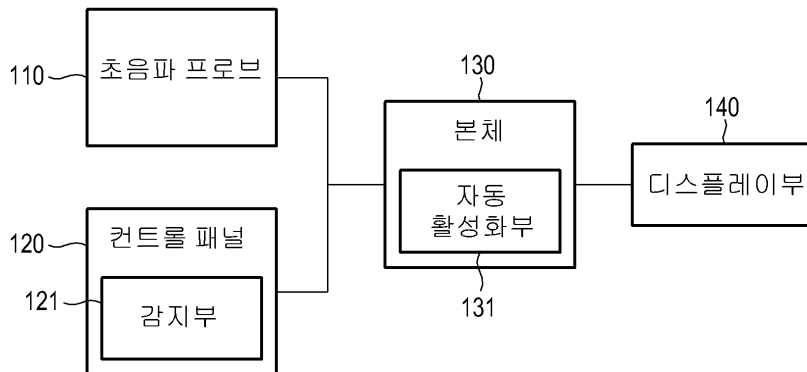 110
초음파 프로브
120
컨트롤 패널
121
감지부
130
본체
자동
활성화부
131
140
디스플레이부